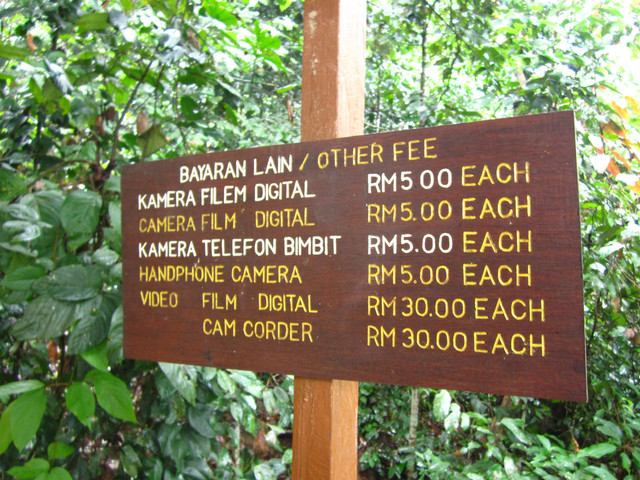 BAYARAN LAIN / OTHER FEE
KAMERA FILEM DIGITAL RM5.00 EACH
CAMERA FILM DIGITAL RM5.00 EACH
KAMERA TELEFON BIMBIT RM5.00 EACH
HANDPHONE CAMERA RM5.00 EACH
VIDEO FILM DIGITAL RM30.00 EACH
CAM CORDER RM30.00 EACH